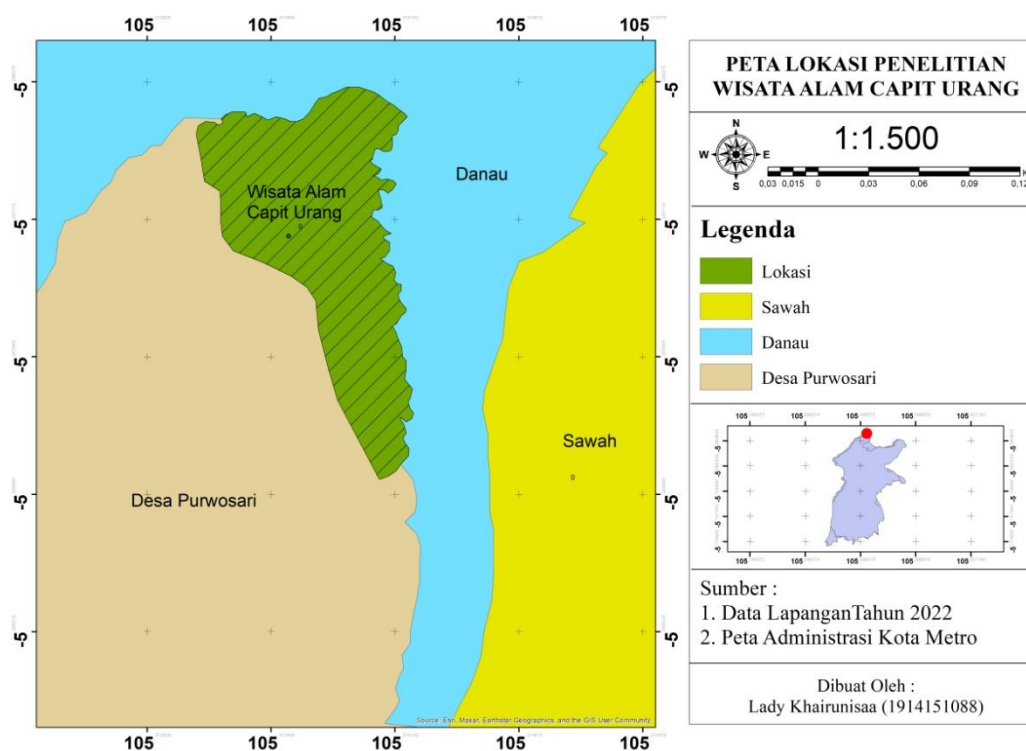 105 105 105 105 105
-5 -5
Danau
Wisata Alam
Capit Urang
-5 -5
-5 -5
Sawah
Desa Purwosari
-5 -5
-5 -5
Source: Esri, Maxar, Earthstar Geographics, and the GIS User Community
105 105 105 105 105
PETA LOKASI PENELITIAN
WISATA ALAM CAPIT URANG
N
W E
S
1:1.500
0,03 0,015 0 0,03 0,06 0,09 0,12
Legenda
Lokasi
Sawah
Danau
Desa Purwosari
105 105 105 105 105
-5 -5
-5 -5
-5 -5
-5 -5
-5 -5
105 105 105 105 105
Sumber :
1. Data LapanganTahun 2022
2. Peta Administrasi Kota Metro
Dibuat Oleh :
Lady Khairunisaa (1914151088)